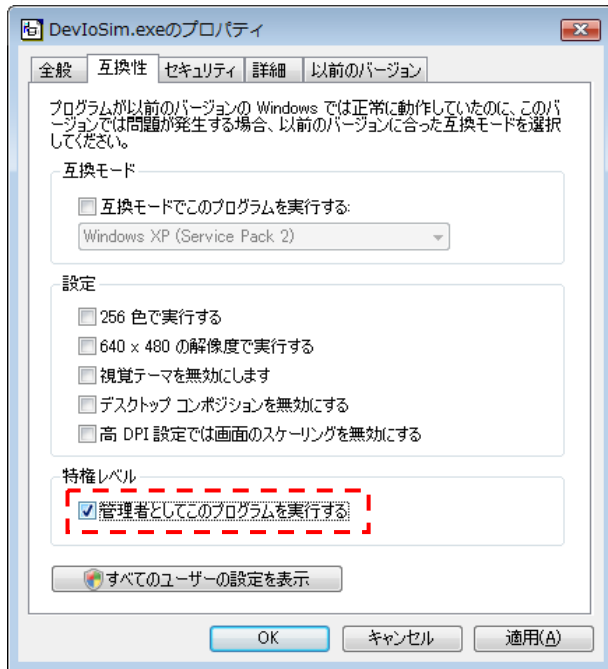 DevIoSim.exeのプロパティ
全般 互換性 セキュリティ 詳細 以前のバージョン
プログラムが以前のバージョンの Windows では正常に動作していたのに、このバ
ージョンでは問題が発生する場合、以前のバージョンに合った互換モードを選択
してください。
互換モード
互換モードでこのプログラムを実行する:
Windows XP (Service Pack 2)
設定
256 色で実行する
640 x 480 の解像度で実行する
視覚テーマを無効にします
デスクトップ コンポジションを無効にする
高 DPI 設定では画面のスケーリングを無効にする
特権レベル
管理者としてこのプログラムを実行する
すべてのユーザーの設定を表示
OK キャンセル 適用(A)